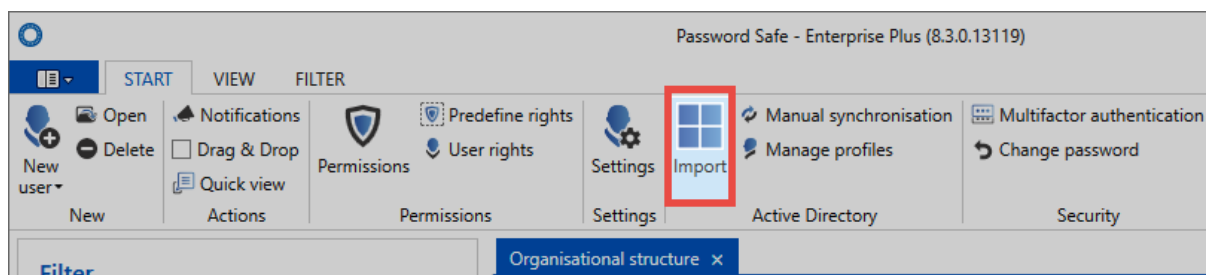 Password Safe - Enterprise Plus (8.3.0.13119)
START VIEW FILTER
New user
Open
Delete
New
Notifications
Drag & Drop
Quick view
Actions
Permissions
Predefine rights
User rights
Permissions
Settings
Settings
Import
Manual synchronisation
Manage profiles
Active Directory
Multifactor authentication
Change password
Security
Filter
Organisational structure ×